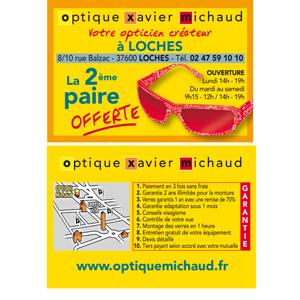 optique xavier michaud
Votre opticien créateur
à LOCHES
8/10 rue Balzac - 37600 LOCHES - Tél. 02 47 59 10 10
La 2ème paire OFFERTE
OUVERTURE
Lundi 14h - 19h
Du mardi au samedi
9h15 - 12h / 14h - 19h
optique xavier michaud
1. Paiement en 3 fois sans frais
2. Garantie 2 ans illimitée pour la monture
3. Verres garantis 1 an avec une remise de 70%
4. Garantie adaptation sous 1 mois
5. Conseils visagisme
6. Contrôle de votre vue
7. Montage des verres en 1 heure
8. Entretien gratuit de votre équipement
9. Devis détaillé
10. Tiers payant selon accord avec votre mutuelle
GARANTIE
www.optiquemichaud.fr